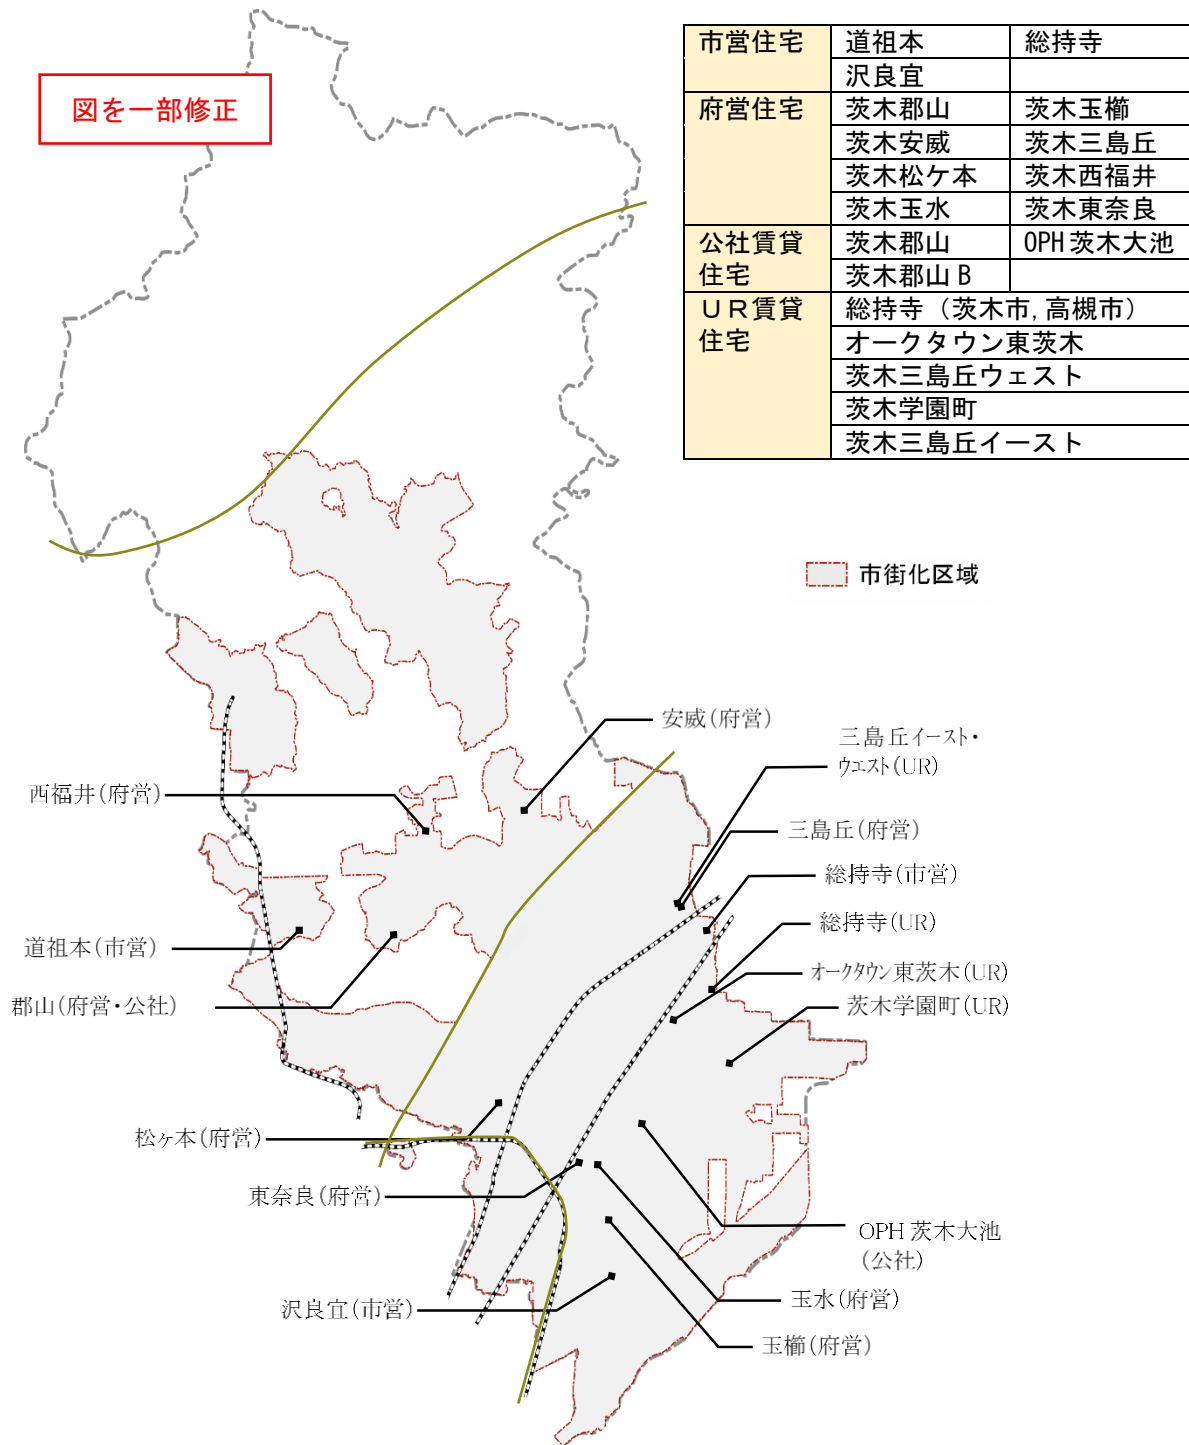 図を一部修正
市営住宅 道祖本 総持寺
沢良宜
府営住宅 茨木郡山 茨木玉櫛
茨木安威 茨木三島丘
茨木松ケ本 茨木西福井
茨木玉水 茨木東奈良
公社賃貸 茨木郡山 OPH茨木大池
住宅 茨木郡山B
UR賃貸 総持寺(茨木市,高槻市)
住宅 オークタウン東茨木
茨木三島丘ウェスト
茨木学園町
茨木三島丘イースト
市街化区域
安威(府営)
三島丘イースト・
ウエスト(UR)
西福井(府営)
三島丘(府営)
総持寺(市営)
総持寺(UR)
道祖本(市営)
オークタウン東茨木(UR)
郡山(府営・公社)
茨木学園町(UR)
松ヶ本(府営)
東奈良(府営)
OPH 茨木大池
(公社)
沢良宜(市営)
玉水(府営)
玉櫛(府営)